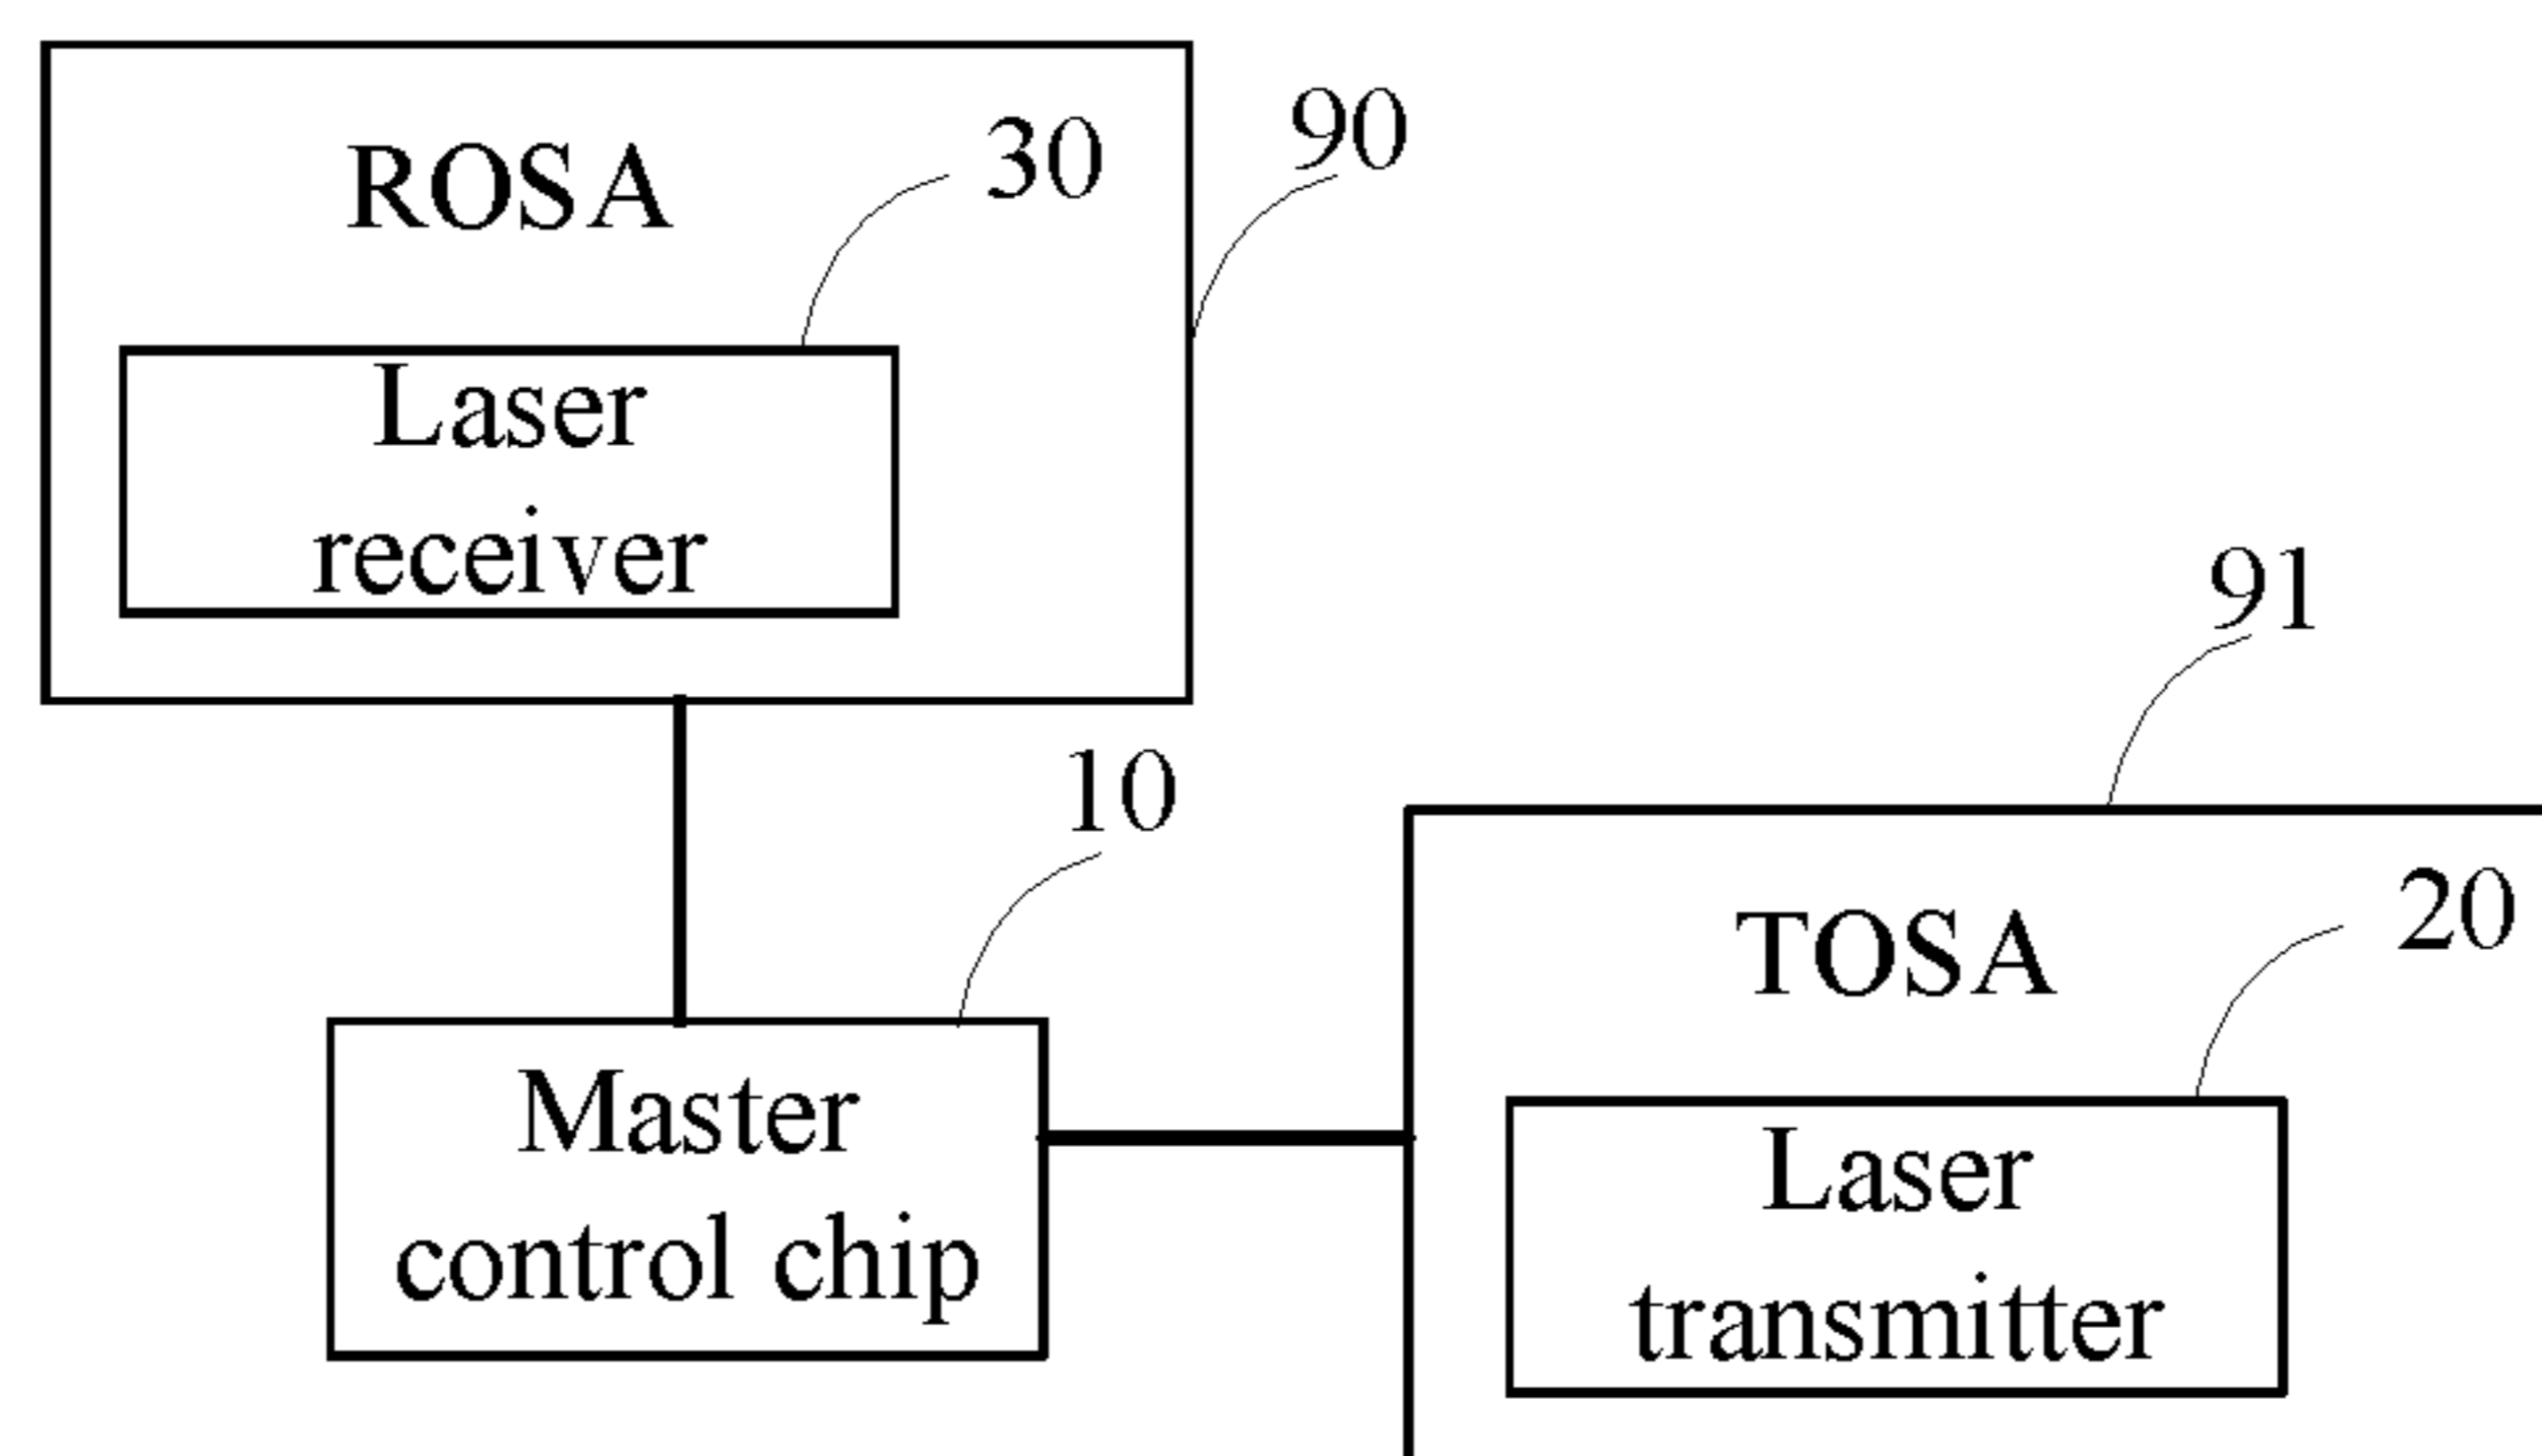 ROSA
30
90
Laser
receiver
91
10
20
TOSA
Master
control chip
Laser
transmitter